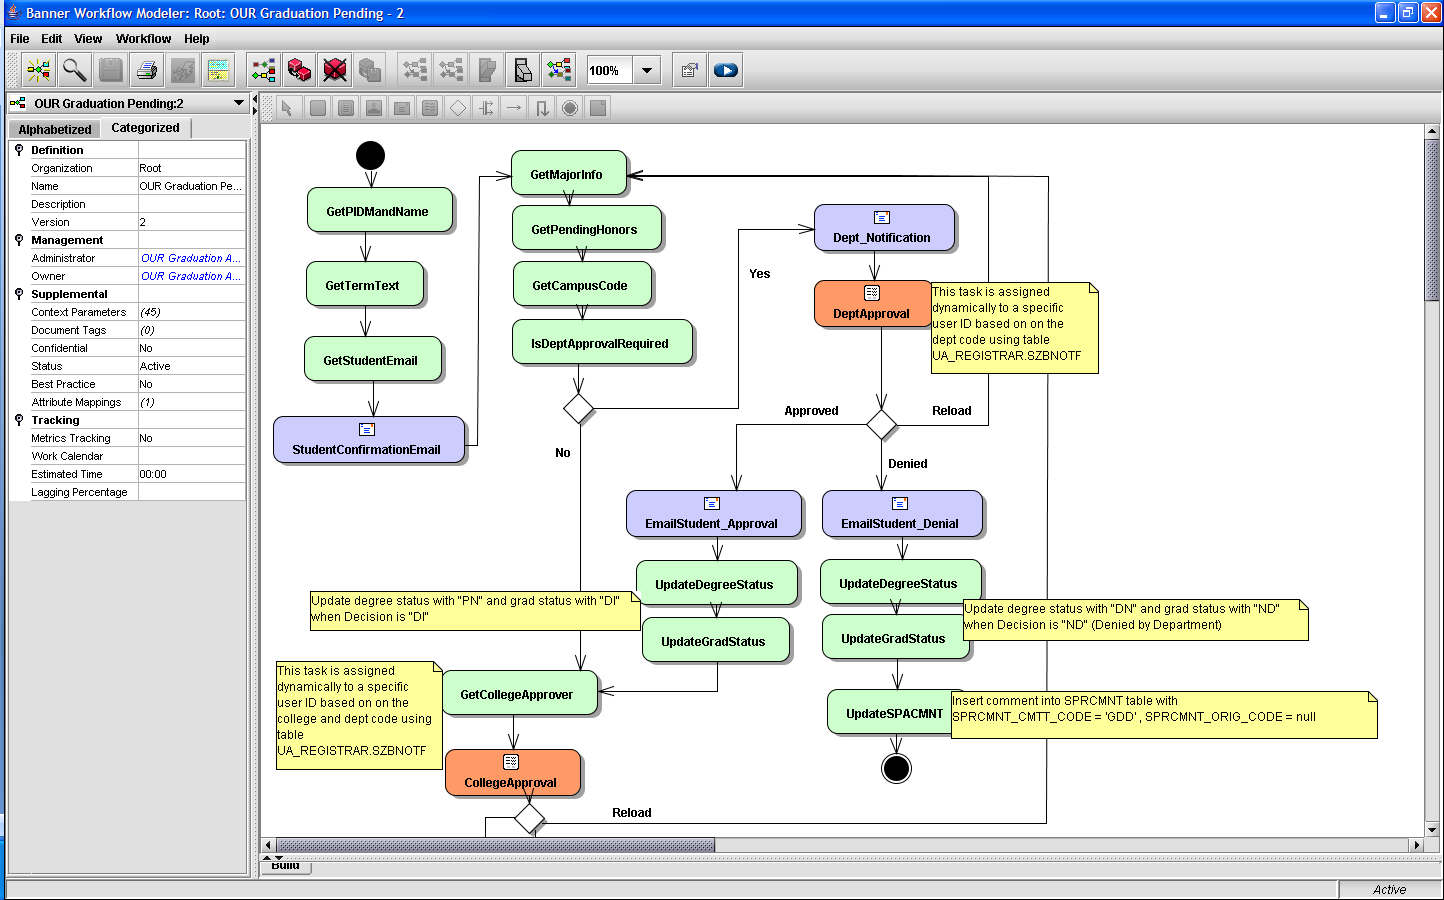 Banner Workflow Modeler: Root: OUR Graduation Pending - 2
File Edit View Workflow Help
100%
OUR Graduation Pending:2
Alphabetized Categorized
Definition
Organization Root
Name OUR Graduation Pe...
Description
Version 2
Management
Administrator OUR Graduation A...
Owner OUR Graduation A...
Supplemental
Context Parameters (45)
Document Tags (0)
Confidential No
Status Active
Best Practice No
Attribute Mappings (1)
Tracking
Metrics Tracking No
Work Calendar
Estimated Time 00:00
Lagging Percentage
GetPIDMandName
GetTermText
GetStudentEmail
StudentConfirmationEmail
GetMajorInfo
GetPendingHonors
GetCampusCode
IsDeptApprovalRequired
Yes
No
Dept_Notification
DeptApproval
This task is assigned
dynamically to a specific
user ID based on on the
dept code using table
UA_REGISTRAR.SZBNOTF
Approved
Reload
Denied
EmailStudent_Approval
UpdateDegreeStatus
UpdateGradStatus
EmailStudent_Denial
UpdateDegreeStatus
UpdateGradStatus
UpdateSPACMNT
Update degree status with "PN" and grad status with "DI"
when Decision is "DI"
Update degree status with "DN" and grad status with "ND"
when Decision is "ND" (Denied by Department)
Insert comment into SPRCMNT table with
SPRCMNT_CMTT_CODE = 'GDD' , SPRCMNT_ORIG_CODE = null
This task is assigned
dynamically to a specific
user ID based on on the
college and dept code using
table
UA_REGISTRAR.SZBNOTF
GetCollegeApprover
CollegeApproval
Reload
Build
Active